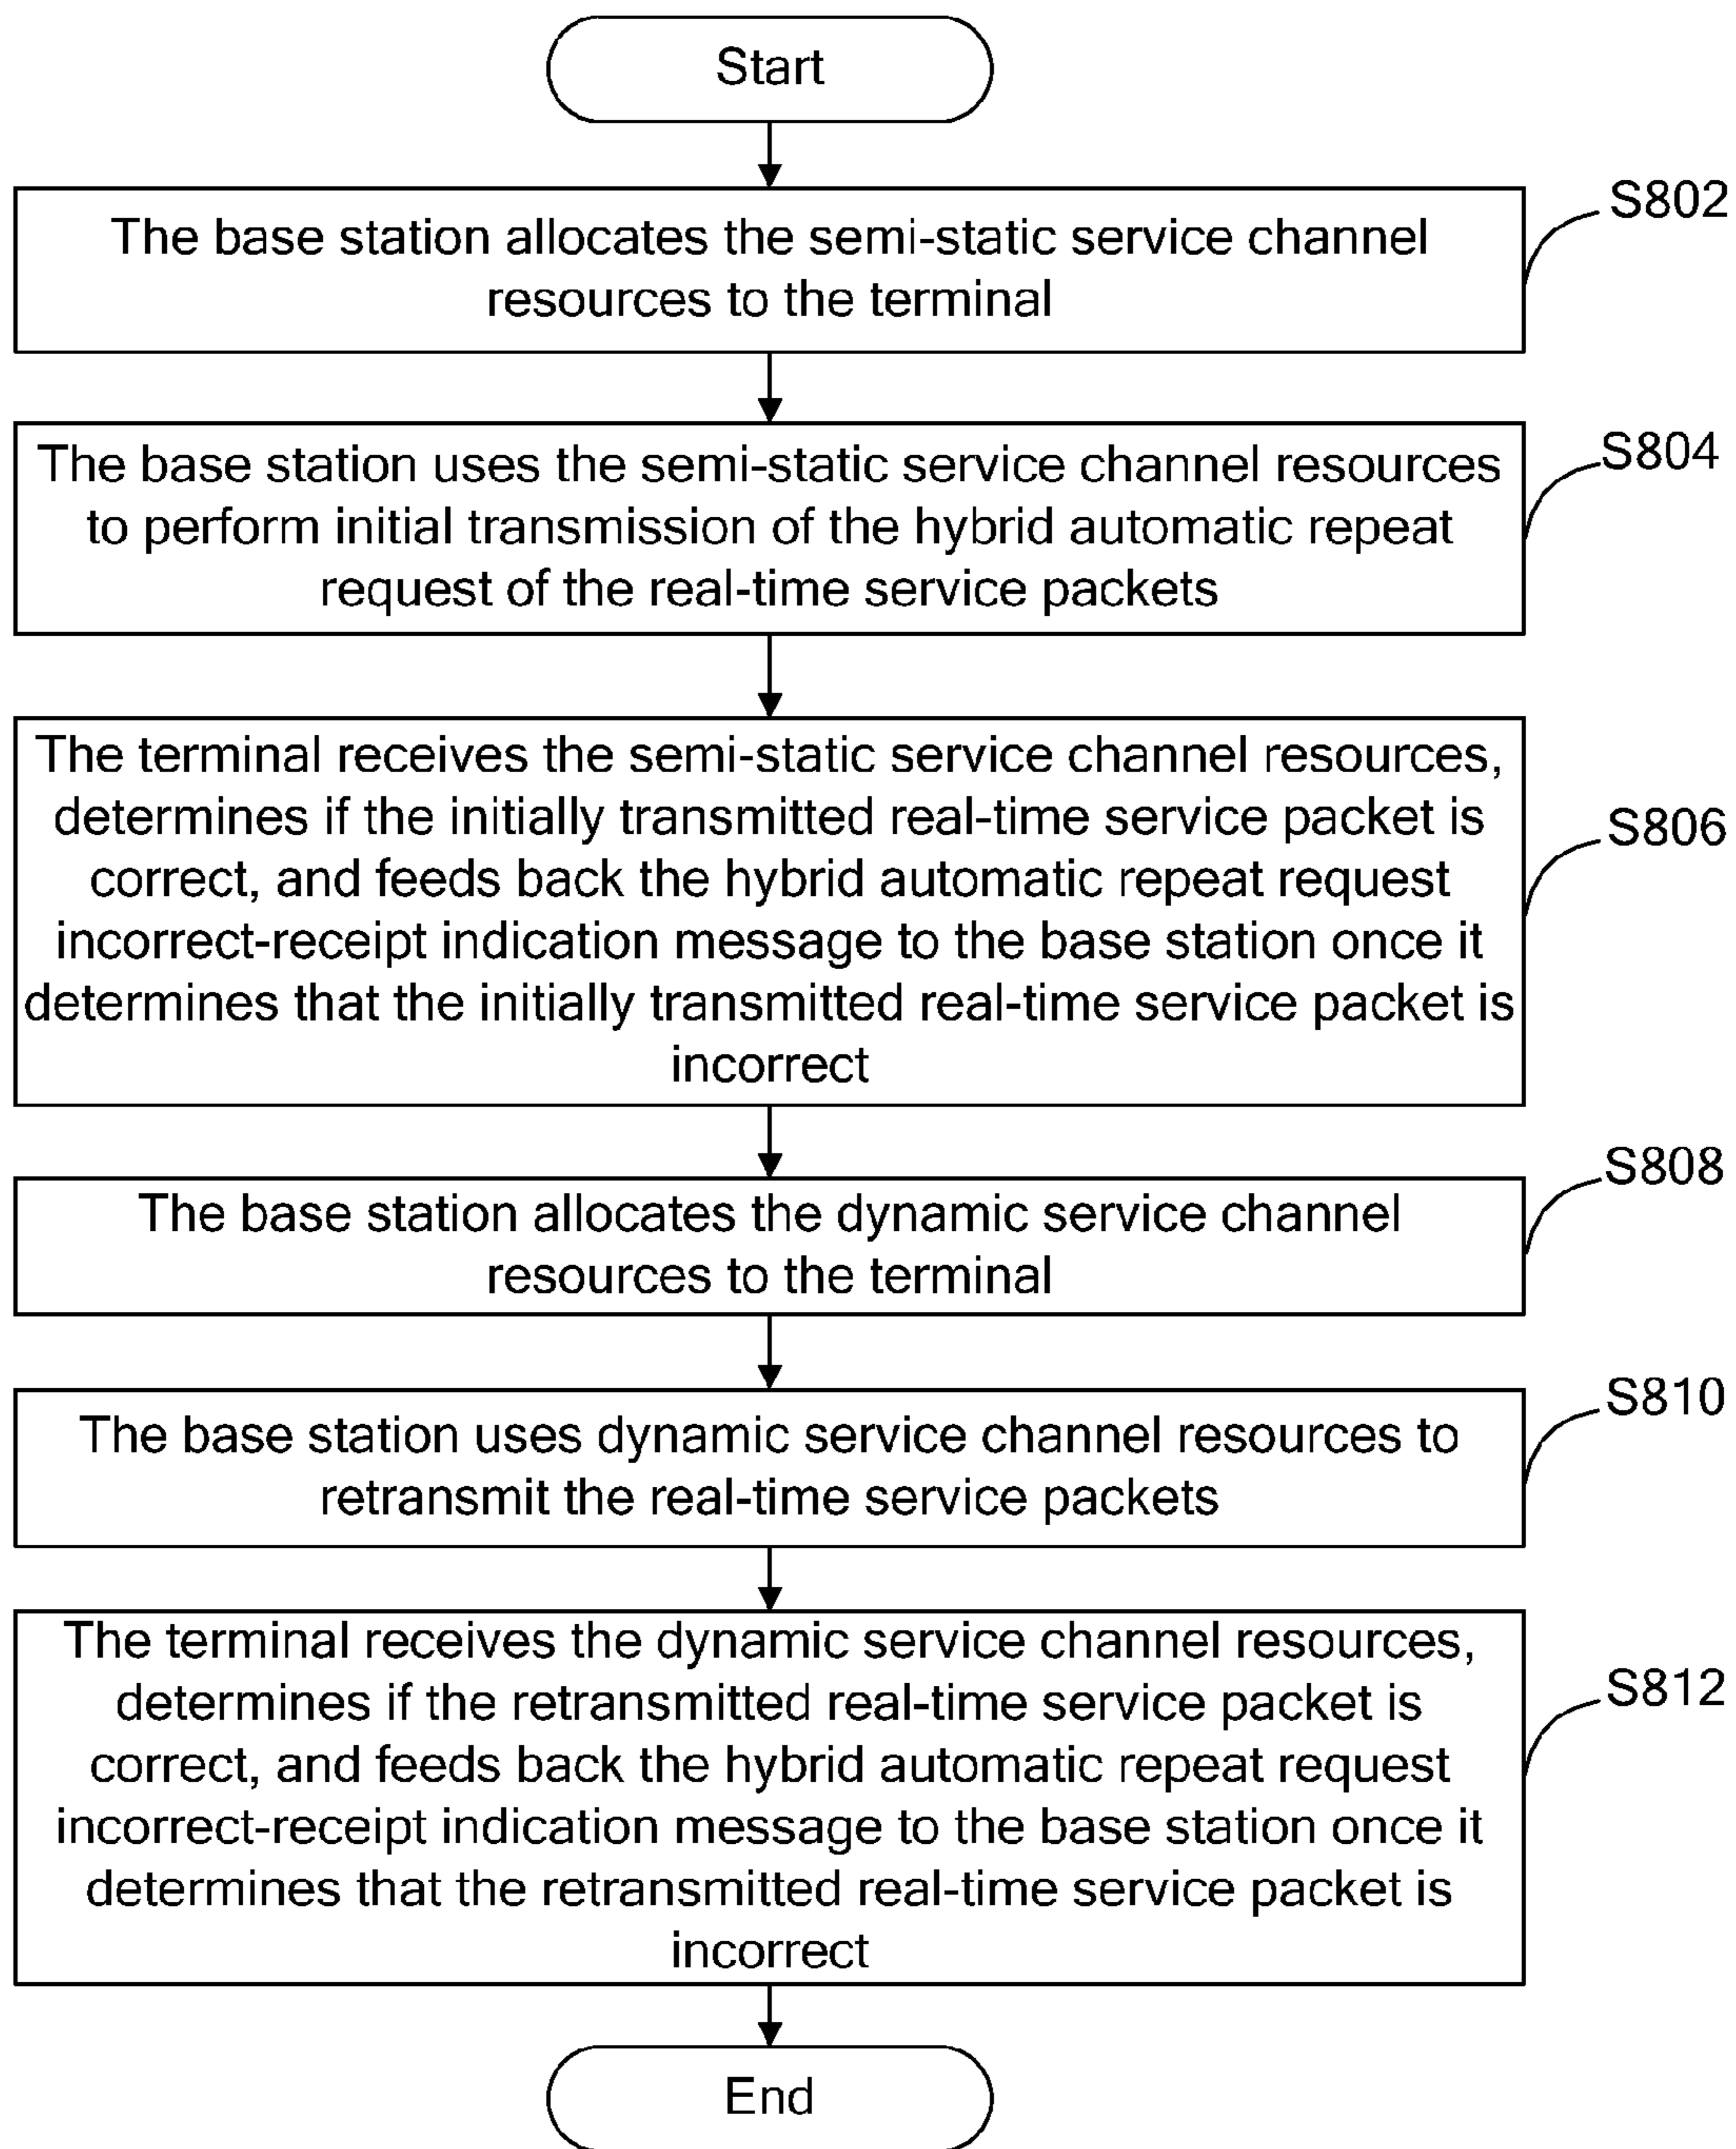 Start
The base station allocates the semi-static service channel
resources to the terminal
S802
The base station uses the semi-static service channel resources
to perform initial transmission of the hybrid automatic repeat
request of the real-time service packets
S804
The terminal receives the semi-static service channel resources,
determines if the initially transmitted real-time service packet is
correct, and feeds back the hybrid automatic repeat request
incorrect-receipt indication message to the base station once it
determines that the initially transmitted real-time service packet is
incorrect
S806
The base station allocates the dynamic service channel
resources to the terminal
S808
The base station uses dynamic service channel resources to
retransmit the real-time service packets
S810
The terminal receives the dynamic service channel resources,
determines if the retransmitted real-time service packet is
correct, and feeds back the hybrid automatic repeat request
incorrect-receipt indication message to the base station once it
determines that the retransmitted real-time service packet is
incorrect
S812
End